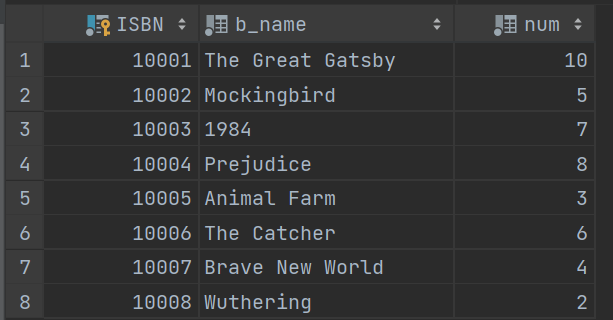 ISBN b_name num
1 10001 The Great Gatsby 10
2 10002 Mockingbird 5
3 10003 1984 7
4 10004 Prejudice 8
5 10005 Animal Farm 3
6 10006 The Catcher 6
7 10007 Brave New World 4
8 10008 Wuthering 2